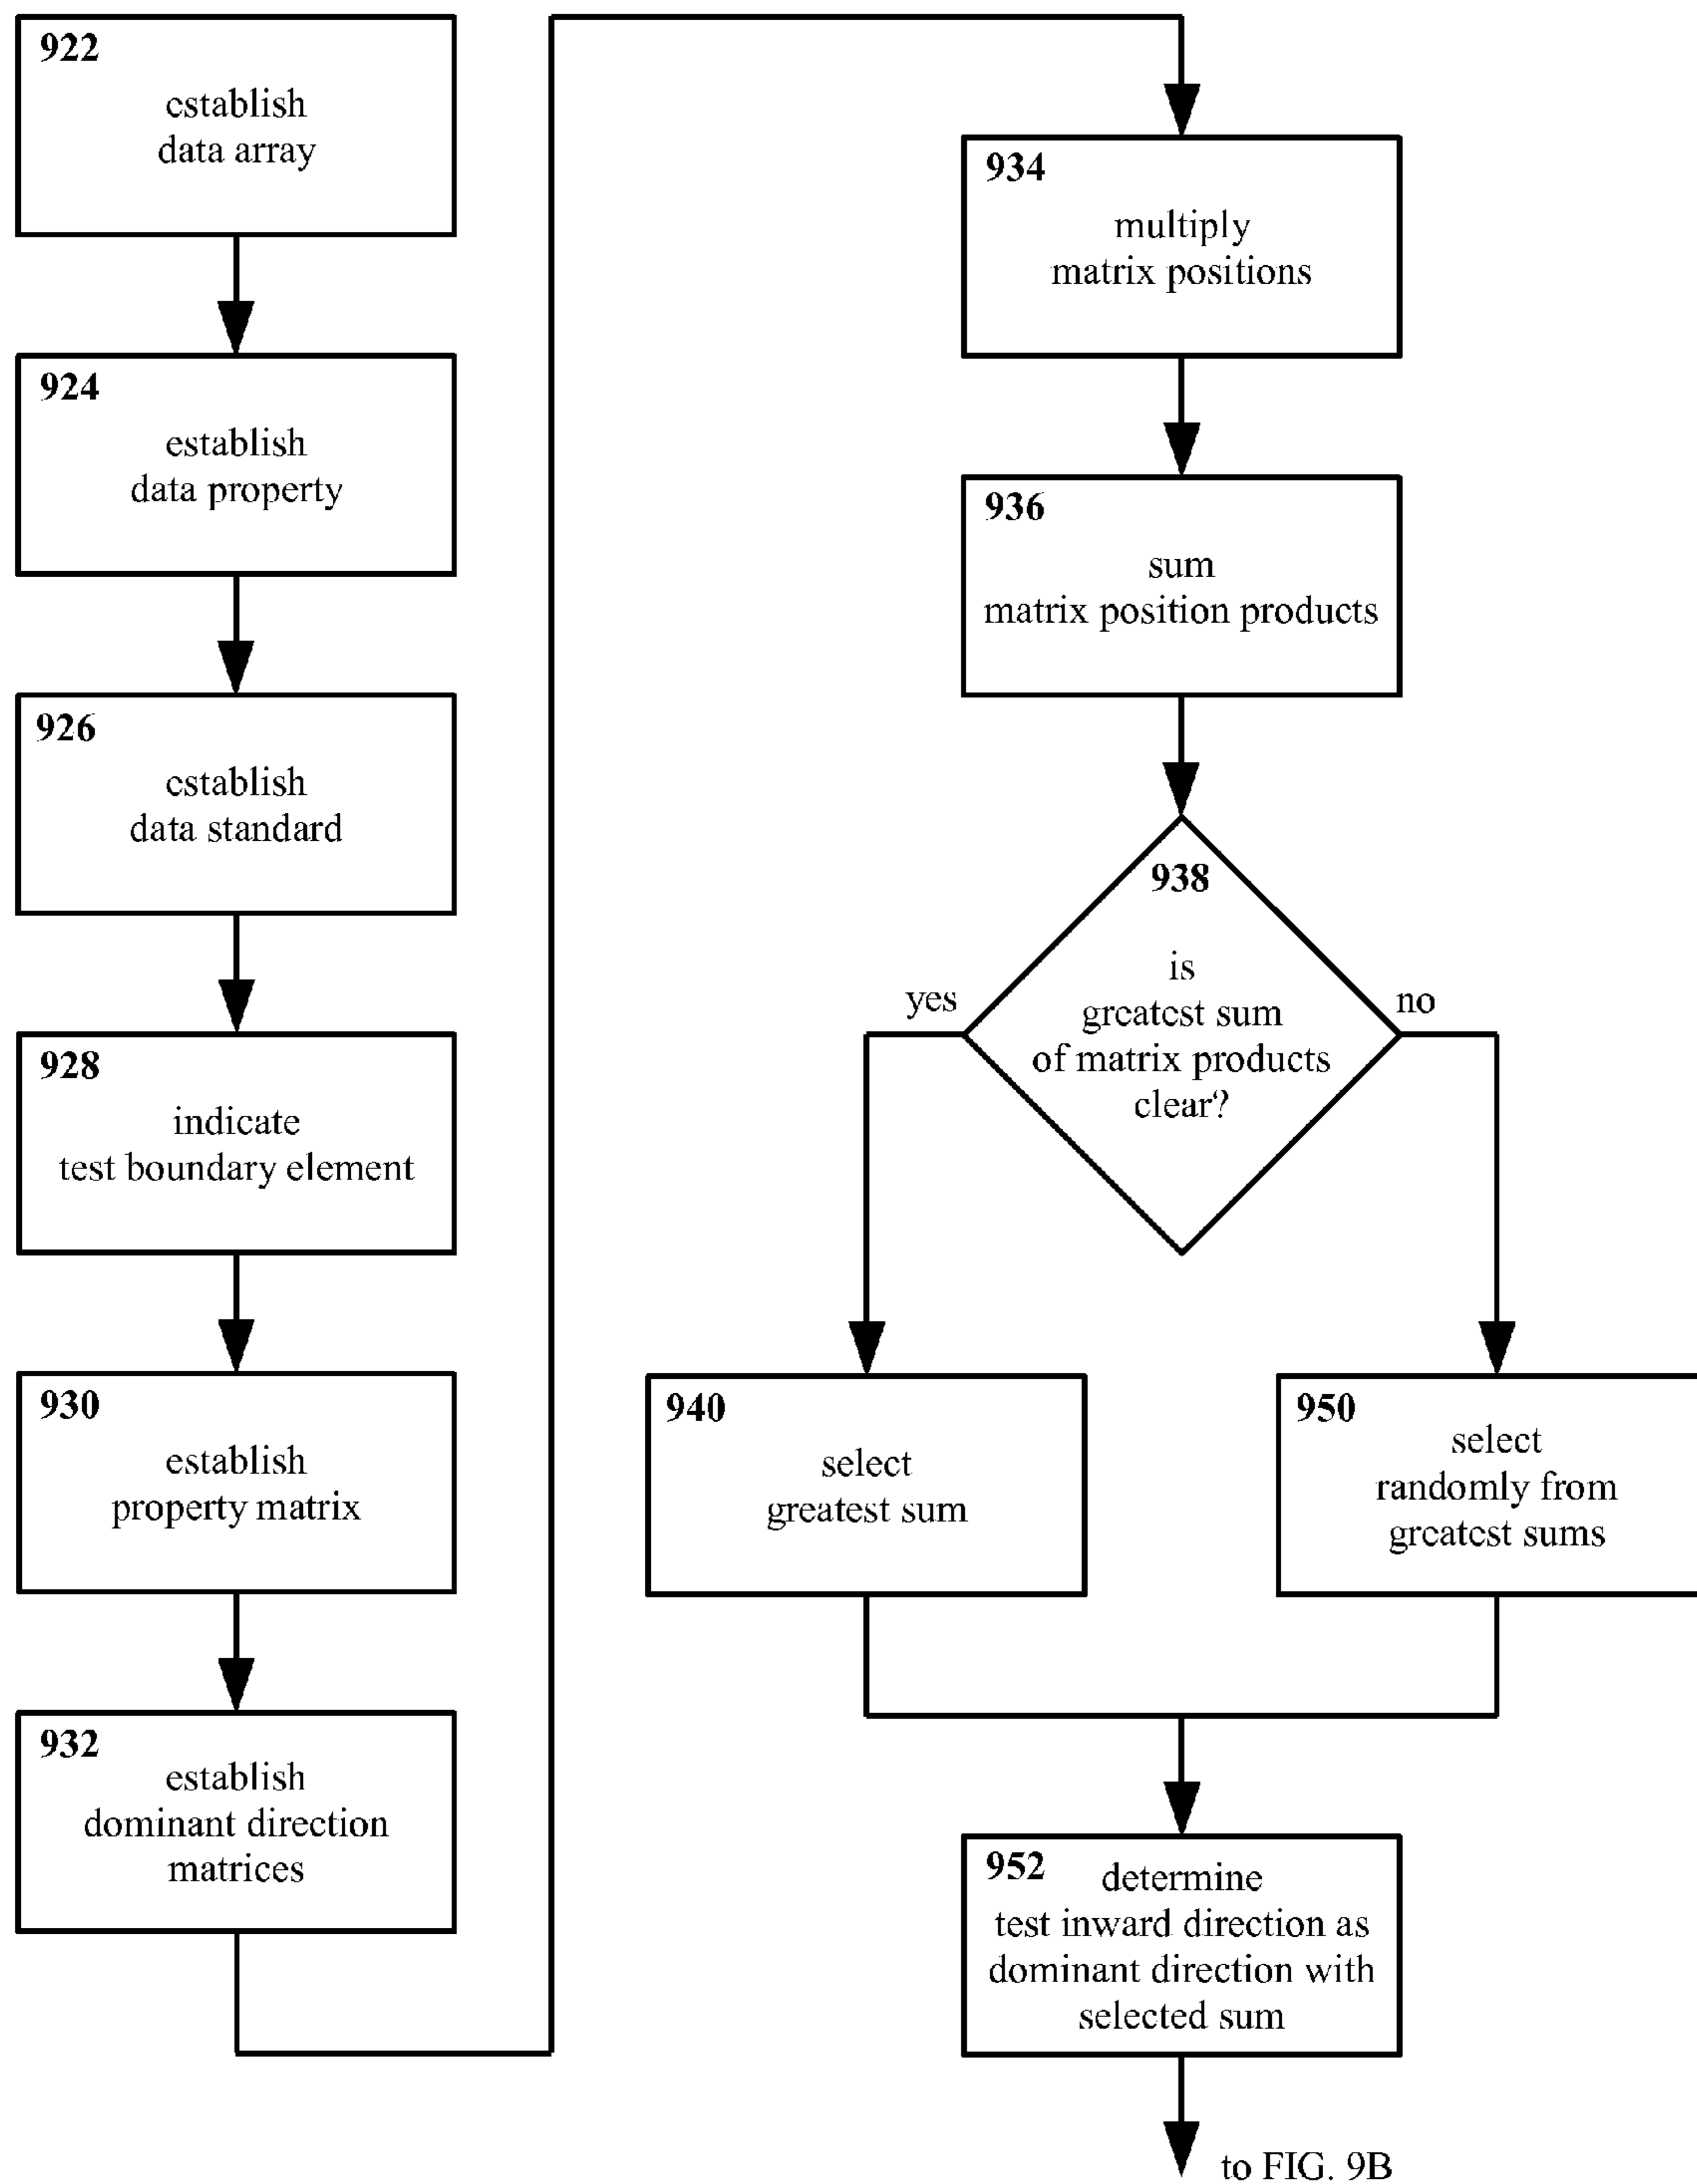 922
establish
data array
924
establish
data property
926
establish
data standard
928
indicate
test boundary element
930
establish
property matrix
932
establish
dominant direction
matrices
934
multiply
matrix positions
936
sum
matrix position products
938
is
greatest sum
of matrix products
clear?
yes
no
940
select
greatest sum
950
select
randomly from
greatest sums
952
determine
test inward direction as
dominant direction with
selected sum
to FIG. 9B